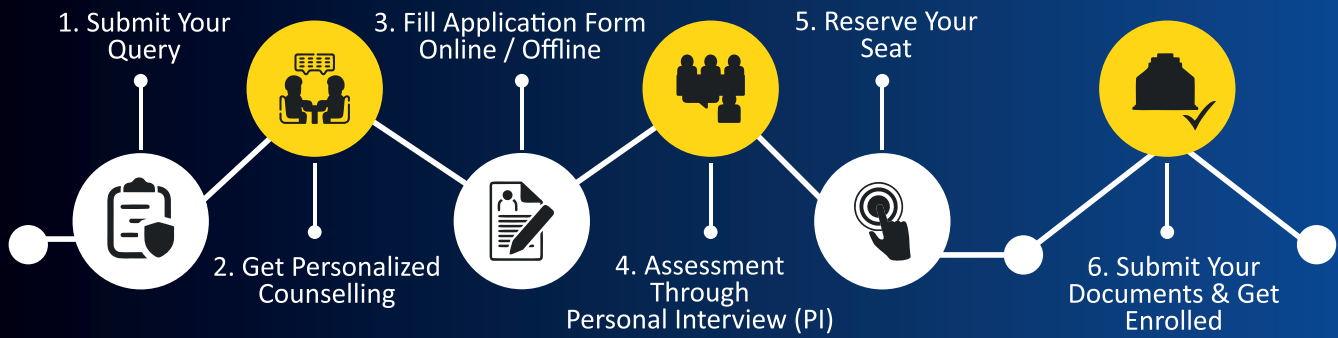 1. Submit Your
Query
2. Get Personalized
Counselling
3. Fill Application Form
Online / Offline
4. Assessment
Through
Personal Interview (PI)
5. Reserve Your
Seat
6. Submit Your
Documents & Get
Enrolled